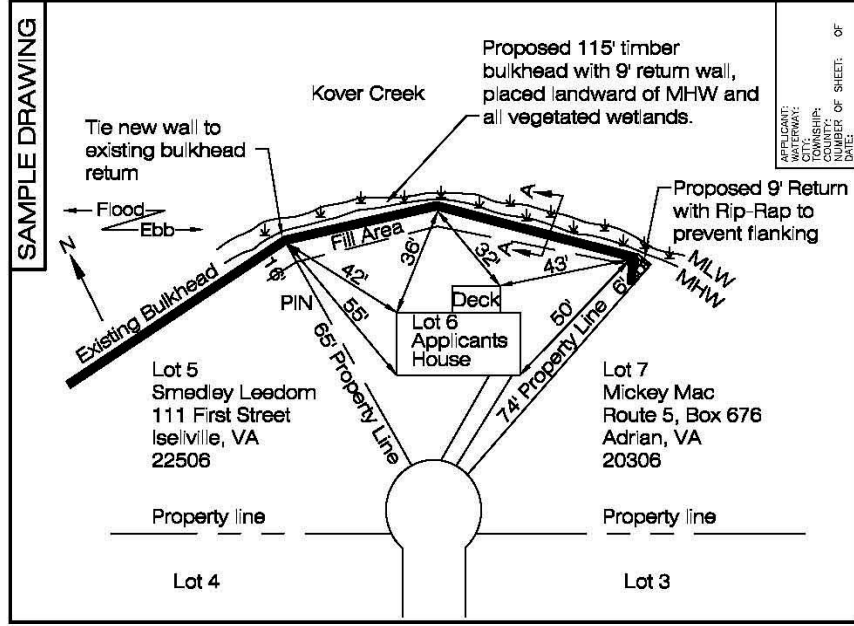 SAMPLE DRAWING
Kover Creek
Proposed 115' timber
bulkhead with 9' return wall,
placed landward of MHW and
all vegetated wetlands.
APPLICANT:
WATERWAY:
CITY:
TOWNSHIP:
COUNTY:
NUMBER OF SHEET: OF
DATE:
Tie new wall to
existing bulkhead
return
Flood
Ebb
N
A
A
Proposed 9' Return
with Rip-Rap to
prevent flanking
MLW
MHW
Fill Area
Existing Bulkhead
PIN
42'
55'
36'
32'
43'
50'
Deck
Lot 6
Applicants
House
65' Property Line
74' Property Line
Lot 5
Smedley Leedom
111 First Street
Iseliville, VA
22506
Lot 7
Mickey Mac
Route 5, Box 676
Adrian, VA
20306
Property line
Property line
Lot 4
Lot 3